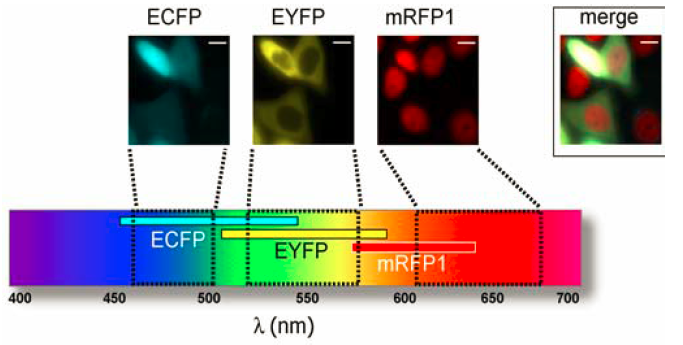 ECFP EYFP mRFP1 merge
ECFP
EYFP
mRFP1
400 450 500 550 600 650 700
λ (nm)